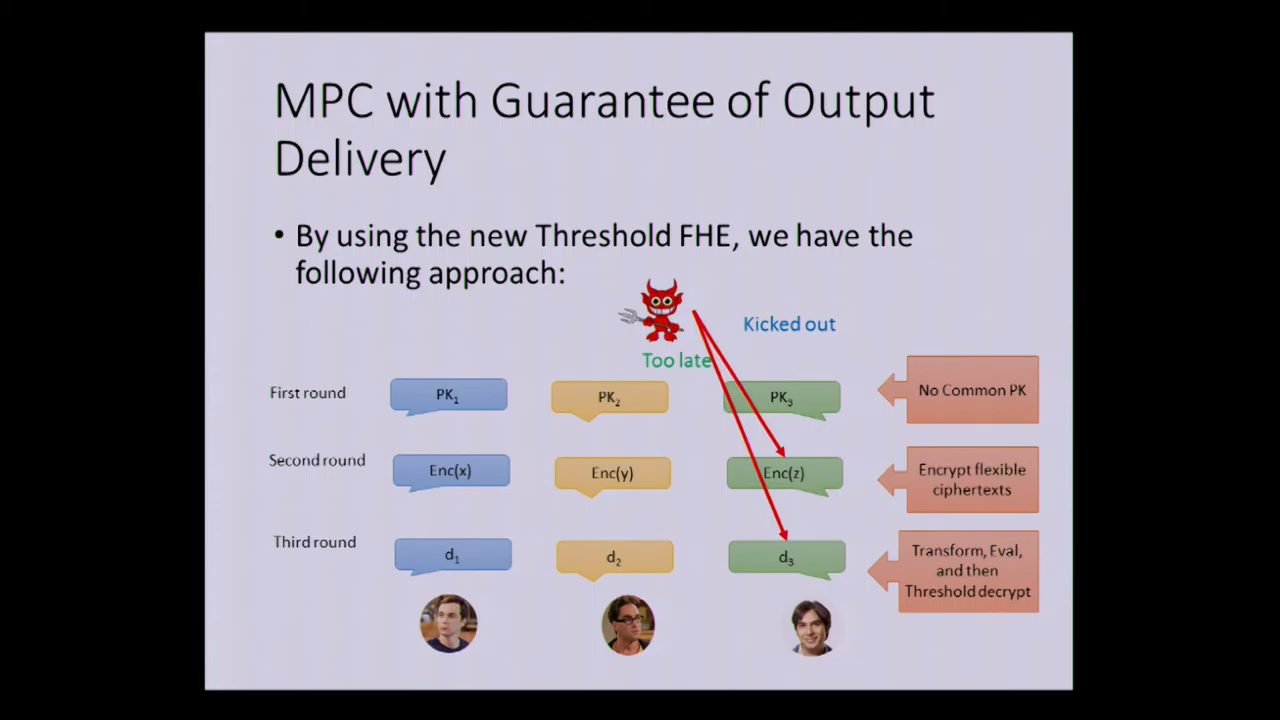 MPC with Guarantee of Output
Delivery
• By using the new Threshold FHE, we have the
following approach:
Kicked out
Too late
First round
PK₁
PK₂
PK₃
No Common PK
Second round
Enc(x)
Enc(y)
Enc(z)
Encrypt flexible
ciphertexts
Third round
d₁
d₂
d₃
Transform, Eval,
and then
Threshold decrypt